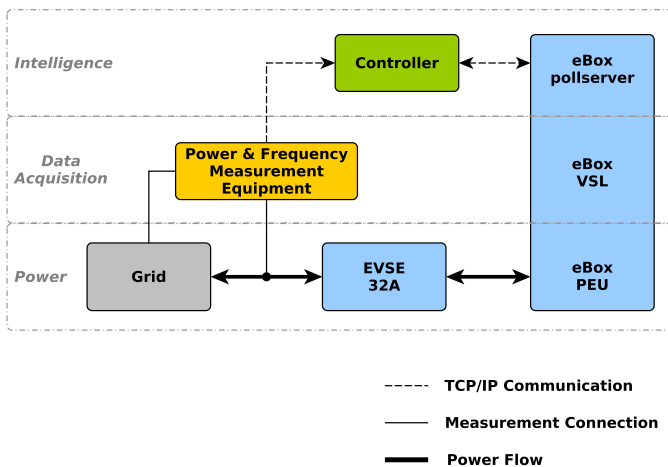 Intelligence
Controller
eBox
pollserver
Data
Acquisition
Power & Frequency
Measurement
Equipment
eBox
VSL
Power
Grid
EVSE
32A
eBox
PEU
TCP/IP Communication
Measurement Connection
Power Flow